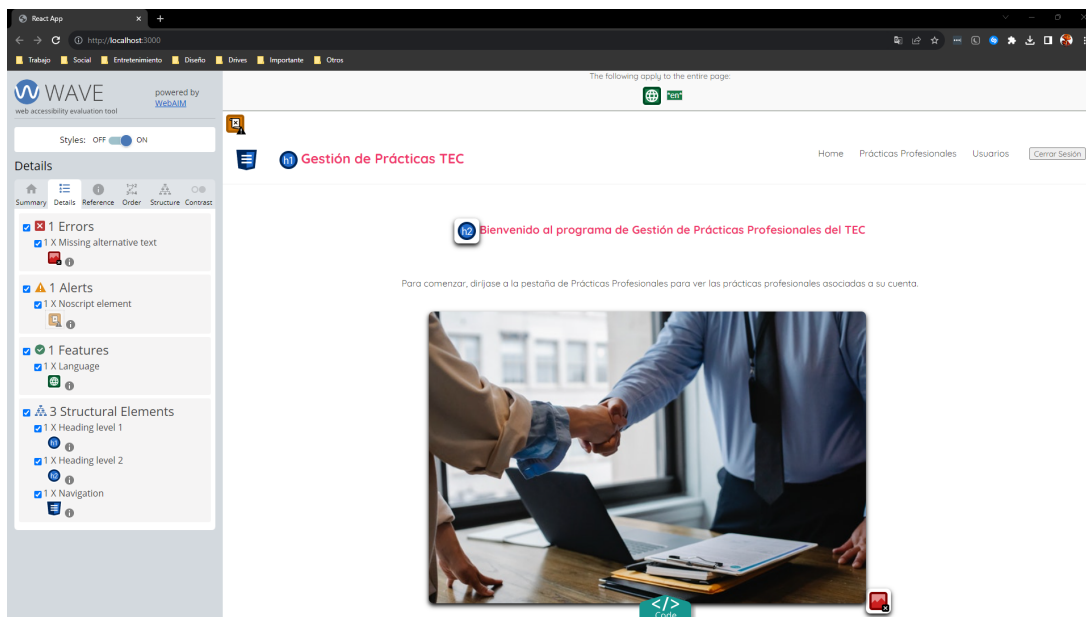 React App
http://localhost:3000
Trabajo Social Entretenimiento Diseño Drives Importante Otros
WAVE
web accessibility evaluation tool
powered by
WebAIM
Styles: OFF ON
Details
Summary Details Reference Order Structure Contrast
1 Errors
1 X Missing alternative text
1 Alerts
1 X Noscript element
1 Features
1 X Language
3 Structural Elements
1 X Heading level 1
h1
1 X Heading level 2
h2
1 X Navigation
The following apply to the entire page:
*en*
h1 Gestión de Prácticas TEC
Home Prácticas Profesionales Usuarios Cerrar Sesión
h2 Bienvenido al programa de Gestión de Prácticas Profesionales del TEC
Para comenzar, diríjase a la pestaña de Prácticas Profesionales para ver las prácticas profesionales asociadas a su cuenta.
</>
Code